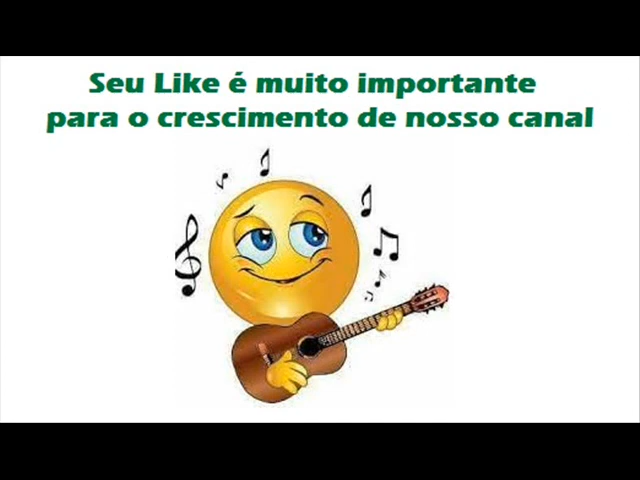 Seu Like é muito importante
para o crescimento de nosso canal